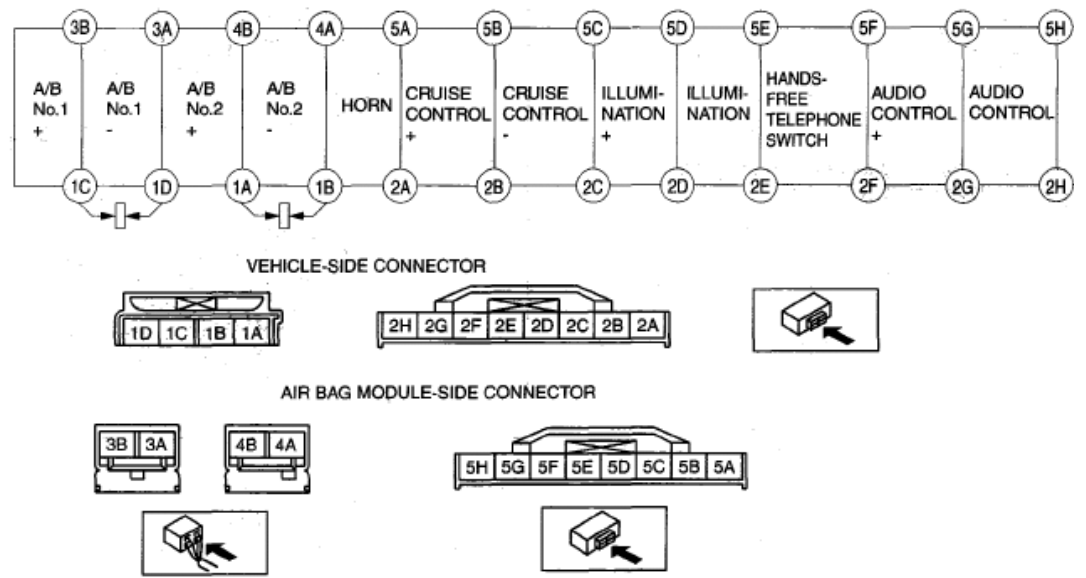 3B 3A 4B 4A 5A 5B 5C 5D 5E 5F 5G 5H
A/B
No.1
+
A/B
No.1
-
A/B
No.2
+
A/B
No.2
-
HORN
CRUISE
CONTROL
+
CRUISE
CONTROL
-
ILLUMI-
NATION
+
ILLUMI-
NATION
HANDS-
FREE
TELEPHONE
SWITCH
AUDIO
CONTROL
+
AUDIO
CONTROL
1C 1D 1A 1B 2A 2B 2C 2D 2E 2F 2G 2H
VEHICLE-SIDE CONNECTOR
1D 1C 1B 1A
2H 2G 2F 2E 2D 2C 2B 2A
AIR BAG MODULE-SIDE CONNECTOR
3B 3A
4B 4A
5H 5G 5F 5E 5D 5C 5B 5A